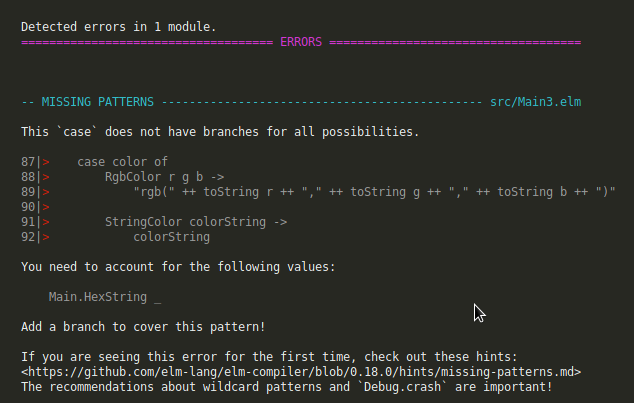 Detected errors in 1 module.
==================================== ERRORS ====================================
-- MISSING PATTERNS ---------------------------------------------- src/Main3.elm
This `case` does not have branches for all possibilities.
87|>    case color of
88|>        RgbColor r g b ->
89|>            "rgb(" ++ toString r ++ "," ++ toString g ++ "," ++ toString b ++ ")"
90|>
91|>        StringColor colorString ->
92|>            colorString
You need to account for the following values:
    Main.HexString _
Add a branch to cover this pattern!
If you are seeing this error for the first time, check out these hints:
<https://github.com/elm-lang/elm-compiler/blob/0.18.0/hints/missing-patterns.md>
The recommendations about wildcard patterns and `Debug.crash` are important!